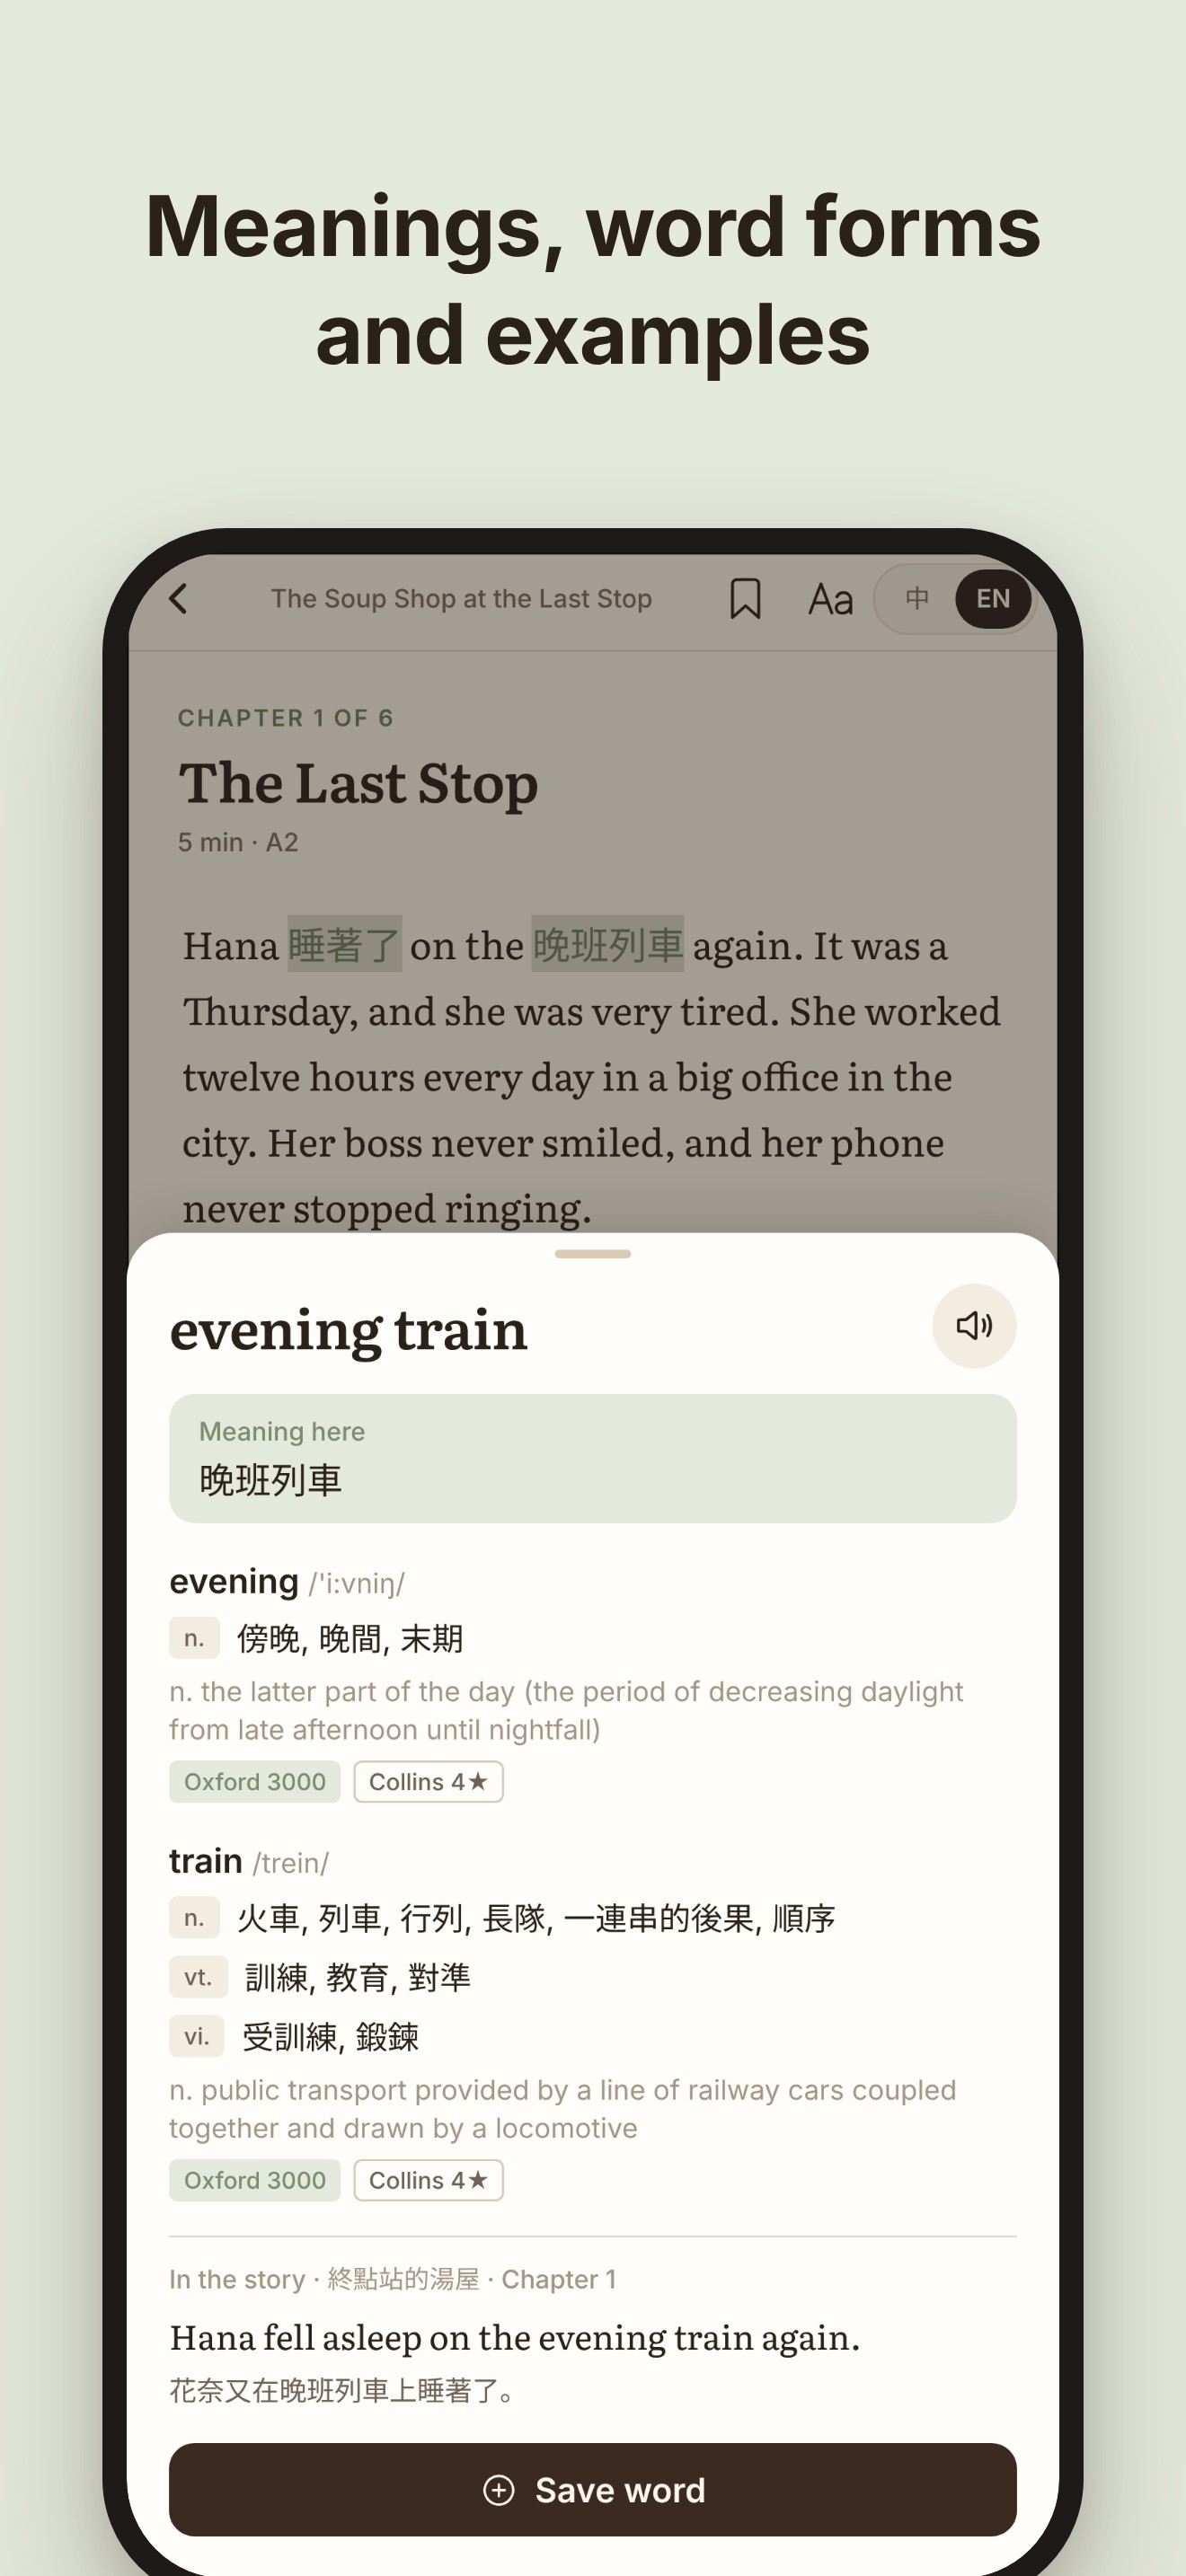 Meanings, word forms
and examples
The Soup Shop at the Last Stop
Aa
中
EN
CHAPTER 1 OF 6
The Last Stop
5 min · A2
Hana 睡著了 on the 晚班列車 again. It was a
Thursday, and she was very tired. She worked
twelve hours every day in a big office in the
city. Her boss never smiled, and her phone
never stopped ringing.
evening train
Meaning here
晚班列車
evening /'i:vniŋ/
n. 傍晚, 晚間, 末期
n. the latter part of the day (the period of decreasing daylight
from late afternoon until nightfall)
Oxford 3000 Collins 4★
train /trein/
n. 火車, 列車, 行列, 長隊, 一連串的後果, 順序
vt. 訓練, 教育, 對準
vi. 受訓練, 鍛鍊
n. public transport provided by a line of railway cars coupled
together and drawn by a locomotive
Oxford 3000 Collins 4★
In the story · 終點站的湯屋 · Chapter 1
Hana fell asleep on the evening train again.
花奈又在晚班列車上睡著了。
Save word